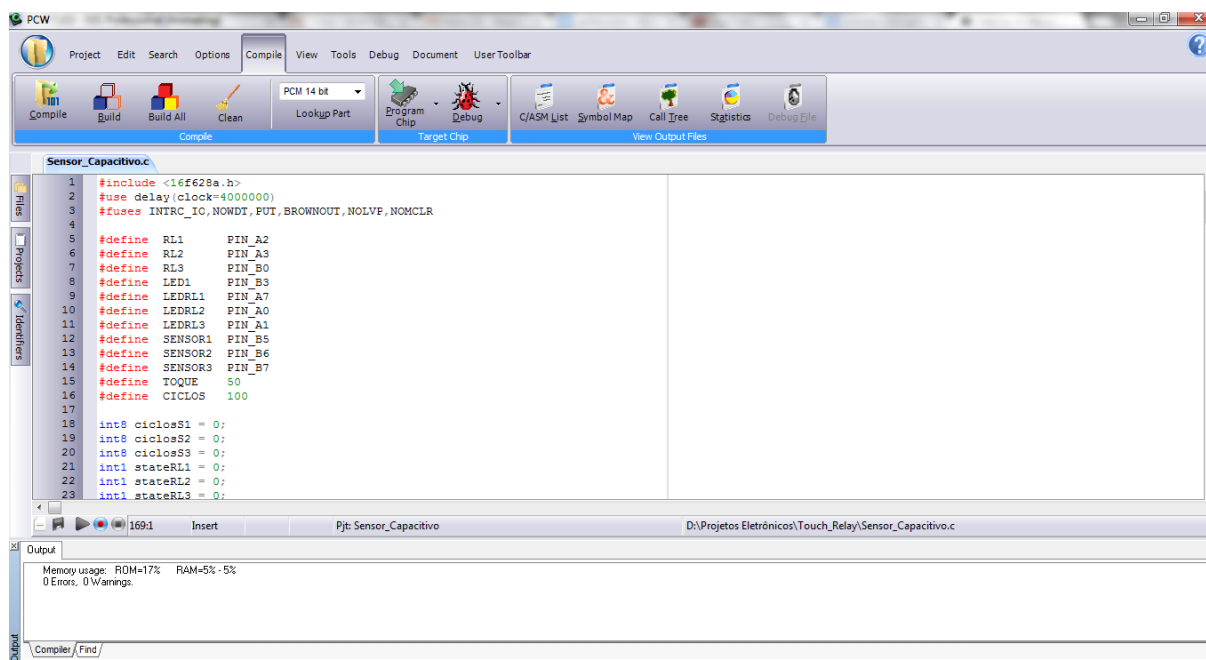 PCW
Project Edit Search Options Compile View Tools Debug Document User Toolbar
Compile Build Build All Clean PCM 14 bit Lookup Part Program Chip Debug C/ASM List Symbol Map Call Tree Statistics Debug File
Compile Target Chip View Output Files
Sensor_Capacitivo.c
Files
Projects
Identifiers
1 #include <16f628a.h>
2 #use delay(clock=4000000)
3 #fuses INTRC_IO,NOWDT,PUT,BROWNOUT,NOLVP,NOMCLR
4
5 #define RL1 PIN_A2
6 #define RL2 PIN_A3
7 #define RL3 PIN_B0
8 #define LED1 PIN_B3
9 #define LEDRL1 PIN_A7
10 #define LEDRL2 PIN_A0
11 #define LEDRL3 PIN_A1
12 #define SENSOR1 PIN_B5
13 #define SENSOR2 PIN_B6
14 #define SENSOR3 PIN_B7
15 #define TOQUE 50
16 #define CICLOS 100
17
18 int8 ciclosS1 = 0;
19 int8 ciclosS2 = 0;
20 int8 ciclosS3 = 0;
21 int1 stateRL1 = 0;
22 int1 stateRL2 = 0;
23 int1 stateRL3 = 0;
169:1 Insert Pjt: Sensor_Capacitivo D:\Projetos Eletrônicos\Touch_Relay\Sensor_Capacitivo.c
Output
Memory usage: ROM=17% RAM=5% - 5%
0 Errors, 0 Warnings.
Output
Compiler Find